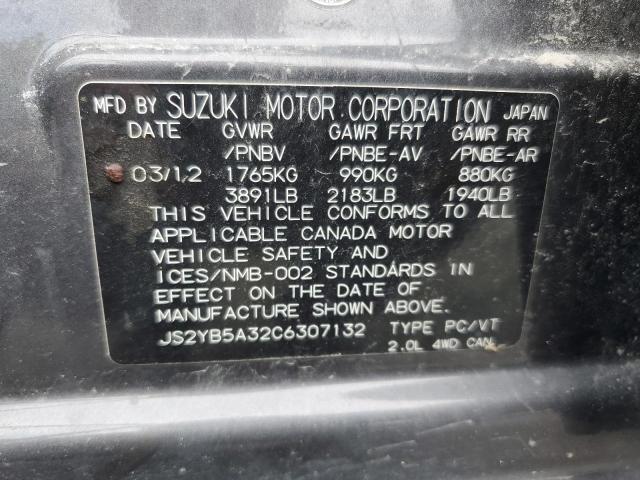 MFD BY SUZUKI MOTOR CORPORATION JAPAN
DATE GVWR GAWR FRT GAWR RR
/PNBV /PNBE-AV /PNBE-AR
03/12 1765KG 990KG 880KG
3891LB 2183LB 1940LB
THIS VEHICLE CONFORMS TO ALL
APPLICABLE CANADA MOTOR
VEHICLE SAFETY AND
ICES/NMB-002 STANDARDS IN
EFFECT ON THE DATE OF
MANUFACTURE SHOWN ABOVE.
JS2YB5A32C6307132 TYPE PC/VT
2.0L 4WD CAN